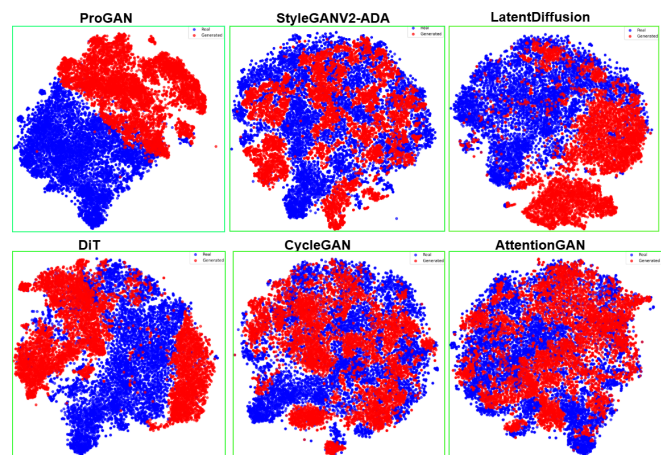 ProGAN
Real
Generated
StyleGANV2-ADA
Real
Generated
LatentDiffusion
Real
Generated
DiT
Real
Generated
CycleGAN
Real
Generated
AttentionGAN
Real
Generated